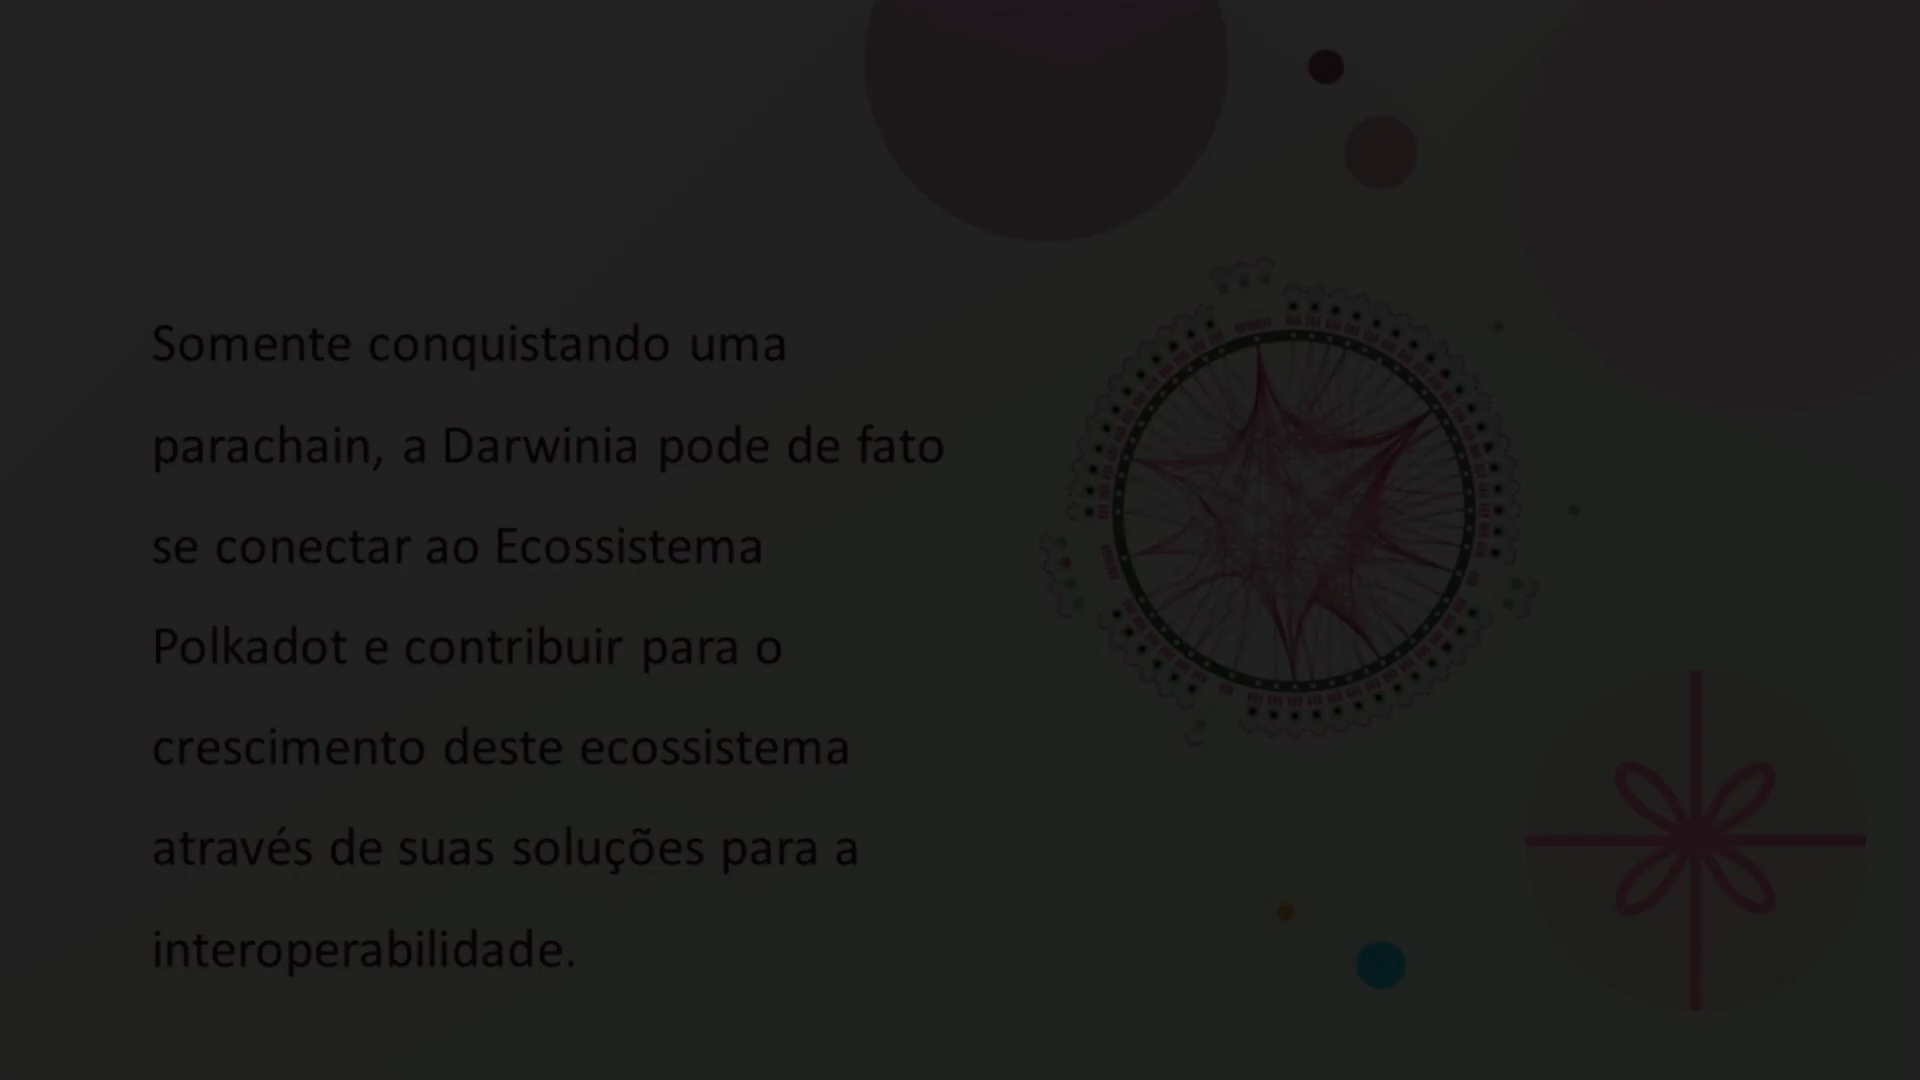 Somente conquistando uma
parachain, a Darwinia pode de fato
se conectar ao Ecossistema
Polkadot e contribuir para o
crescimento deste ecossistema
através de suas soluções para a
interoperabilidade.